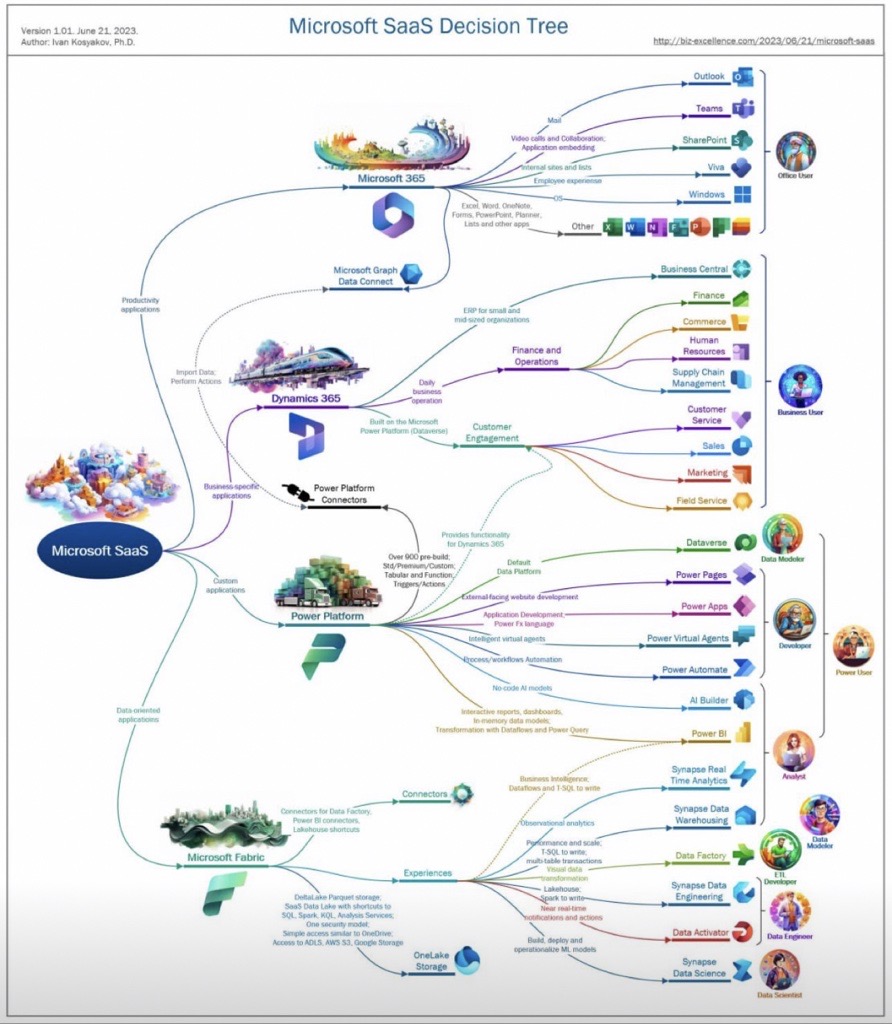 Version 1.01. June 21, 2023.
Author: Ivan Kosyakov, Ph.D.
Microsoft SaaS Decision Tree
http://biz-excellence.com/2023/06/21/microsoft-saas
Outlook
Mail
Teams
Video calls and Collaboration;
Application embedding
SharePoint
Internal sites and lists
Viva
Employee experiense
Windows
OS
Excel, Word, OneNote,
Forms, PowerPoint, Planner,
Lists and other apps
Other
Office User
Microsoft 365
Microsoft Graph
Data Connect
Productivity
applications
Import Data;
Perform Actions
Business Central
ERP for small and
mid-sized organizations
Finance
Commerce
Finance and
Operations
Human
Resources
Supply Chain
Management
Business User
Dynamics 365
Daily
business
operation
Built on the Microsoft
Power Platform (Dataverse)
Customer
Engtagement
Customer
Service
Sales
Marketing
Field Service
Business-specific
applications
Power Platform
Connectors
Microsoft SaaS
Provides functionality
for Dynamics 365
Over 900 pre-build;
Std/Premium/Custom;
Tabular and Function;
Triggers/Actions
Custom
applications
Power Platform
Default
Data Platform
Dataverse
Data Modeler
External-facing website development
Power Pages
Application Development,
Power Fx language
Power Apps
Intelligent virtual agents
Power Virtual Agents
Developer
Process/workflows Automation
Power Automate
Power User
No-code AI models
AI Builder
Interactive reports, dashboards,
In-memory data models;
Transformation with Dataflows and Power Query
Power BI
Analyst
Data-oriented
applications
Business Intelligence;
Dataflows and T-SQL to write
Synapse Real
Time Analytics
Connectors
Connectors for Data Factory,
Power BI connectors,
Lakehouse shortcuts
Observational analytics
Synapse Data
Warehousing
Data
Modeler
Microsoft Fabric
Experiences
Performance and scale;
T-SQL to write;
multi-table transactions
Visual data
transformation
Data Factory
ETL
Developer
Lakehouse;
Spark to write
Synapse Data
Engineering
Near real-time
notifications and actions
Data Activator
Data Engineer
DeltaLake Parquet storage;
SaaS Data Lake with shortcuts to
SQL, Spark, KQL, Analysis Services;
One security model;
Simple access similar to OneDrive;
Access to ADLS, AWS S3, Google Storage
Build, deploy and
operationalize ML models
OneLake
Storage
Synapse
Data Science
Data Scientist